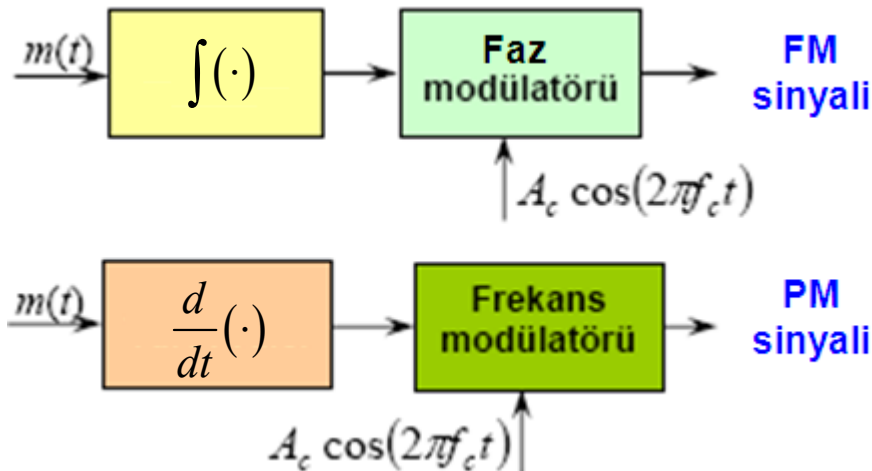 m(t)
∫(·)
Faz
modülatörü
FM
sinyali
A_c cos(2πf_c t)
m(t)
d/dt (·)
Frekans
modülatörü
PM
sinyali
A_c cos(2πf_c t)